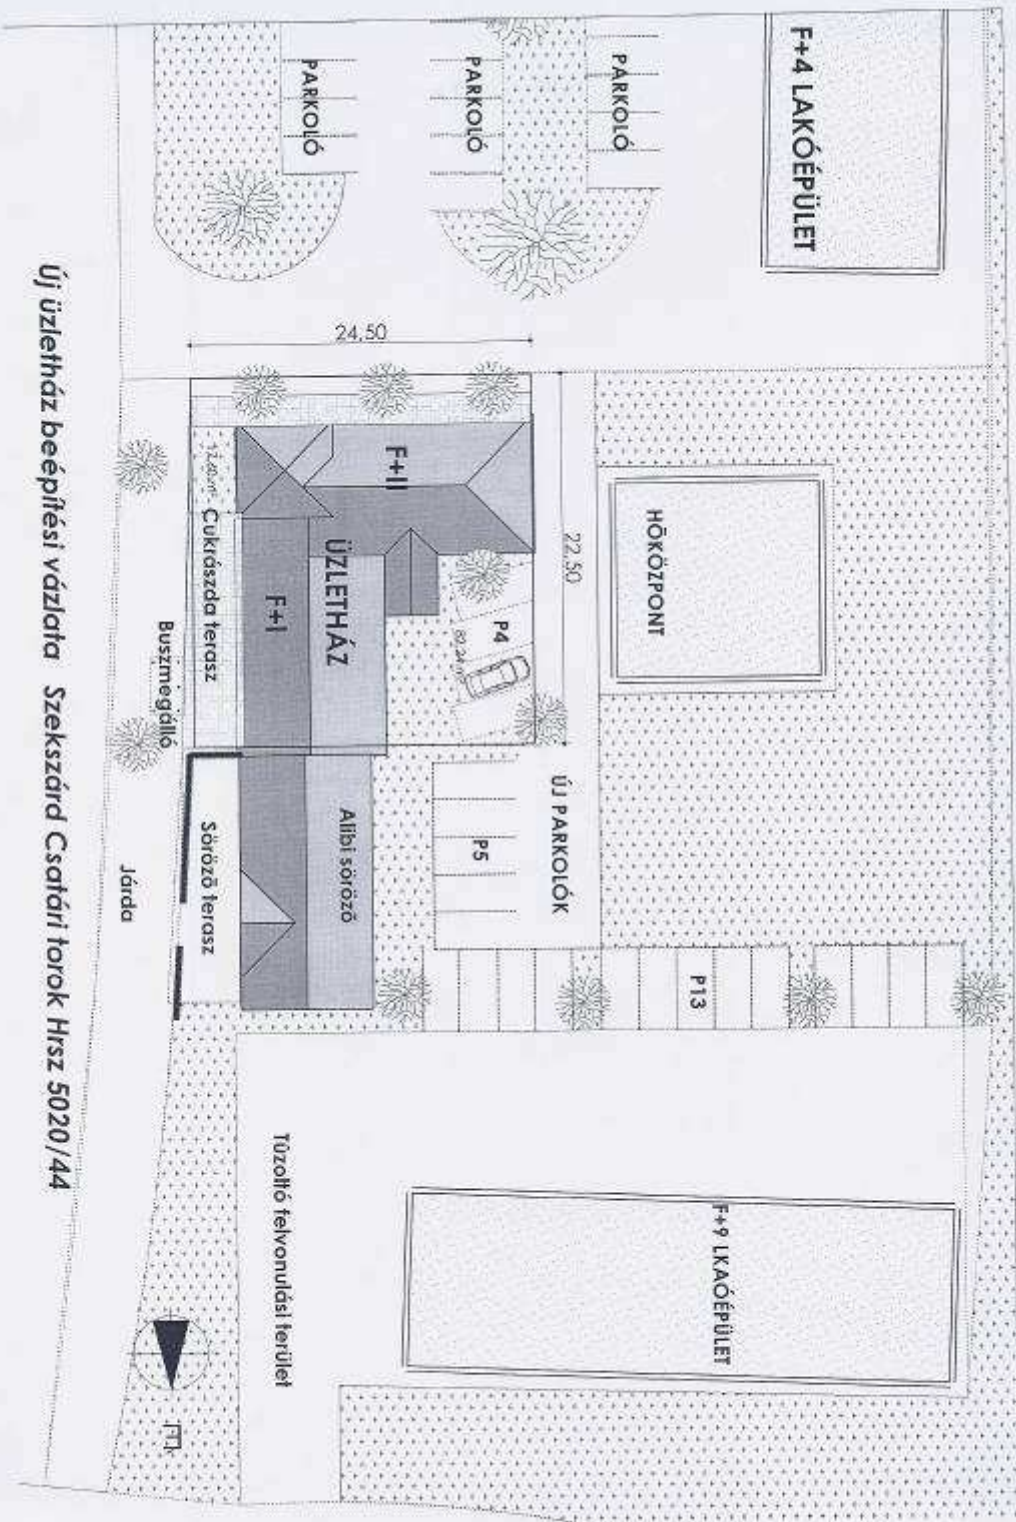 F+4 LAKÓÉPÜLET
PARKOLÓ
PARKOLÓ
PARKOLÓ
24,50
22.50
HŐKÖZPONT
F+II
ÜZLETHÁZ
F+I
P4
Cukrászda terasz
Buszmegálló
ÚJ PARKOLÓK
P5
Alibi söröző
Söröző terasz
Járda
P13
F+9 LKAÓÉPÜLET
Tűzoltó felvonulási terület
É
Új üzletház beépítési vázlata Szekszárd Csatári torok Hrsz 5020/44